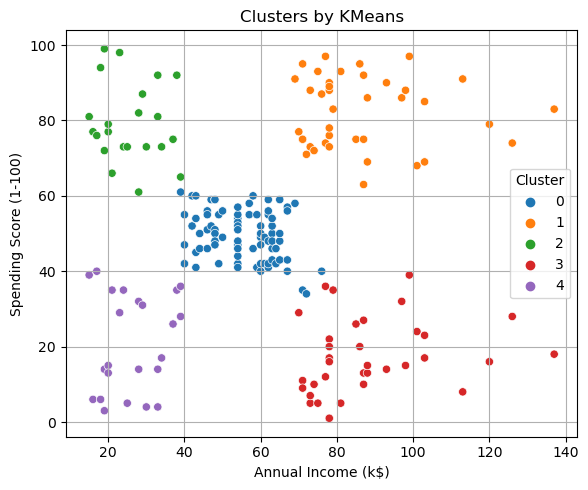 Clusters by KMeans
100
80
60
40
20
0
Spending Score (1-100)
Cluster
0
1
2
3
4
20 40 60 80 100 120 140
Annual Income (k$)